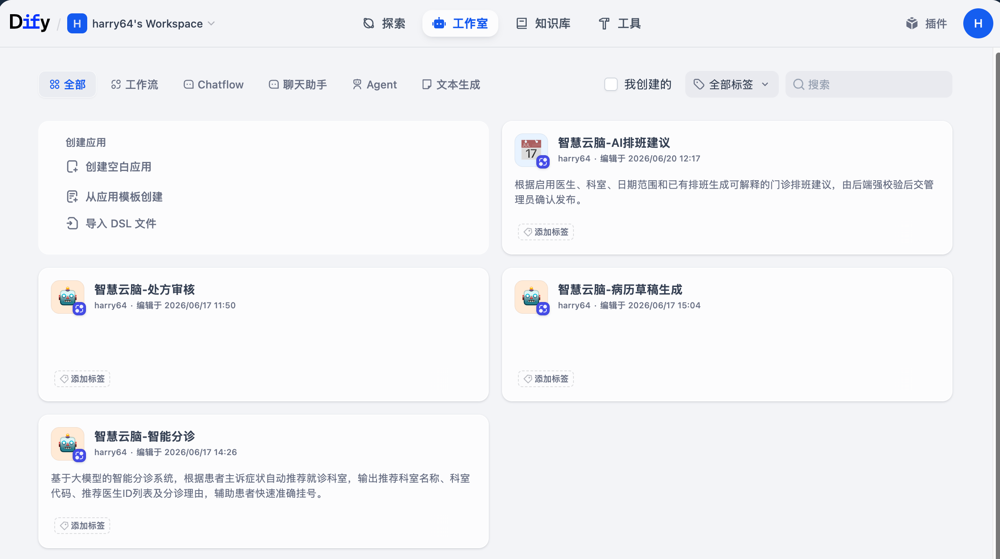 Dify / H harry64's Workspace
探索
工作室
知识库
工具
插件
H
全部
工作流
Chatflow
聊天助手
Agent
文本生成
我创建的
全部标签
搜索
创建应用
创建空白应用
从应用模板创建
导入 DSL 文件
JUL
17
智慧云脑-AI排班建议
harry64 · 编辑于 2026/06/20 12:17
根据启用医生、科室、日期范围和已有排班生成可解释的门诊排班建议，由后端强校验后交管
理员确认发布。
添加标签
智慧云脑-处方审核
harry64 · 编辑于 2026/06/17 11:50
添加标签
智慧云脑-病历草稿生成
harry64 · 编辑于 2026/06/17 15:04
添加标签
智慧云脑-智能分诊
harry64 · 编辑于 2026/06/17 14:26
基于大模型的智能分诊系统，根据患者主诉症状自动推荐就诊科室，输出推荐科室名称、科室
代码、推荐医生ID列表及分诊理由，辅助患者快速准确挂号。
添加标签